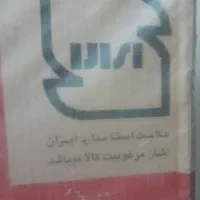 علامت استاندارد ایران
نشان مرغوبیت کالا میباشد